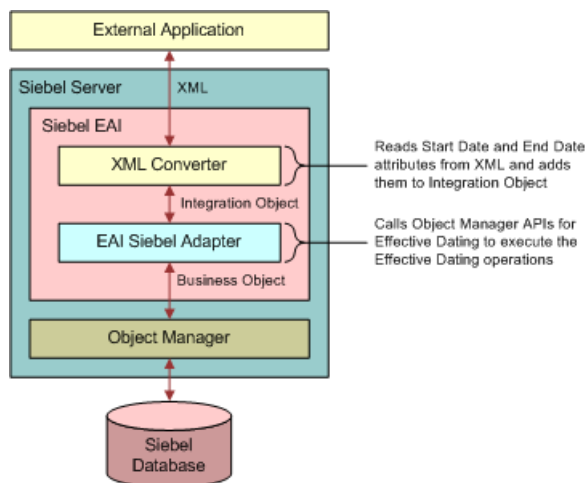 External Application
Siebel Server
XML
Siebel EAI
XML Converter
Reads Start Date and End Date
attributes from XML and adds
them to Integration Object
Integration Object
EAI Siebel Adapter
Calls Object Manager APIs for
Effective Dating to execute the
Effective Dating operations
Business Object
Object Manager
Siebel
Database